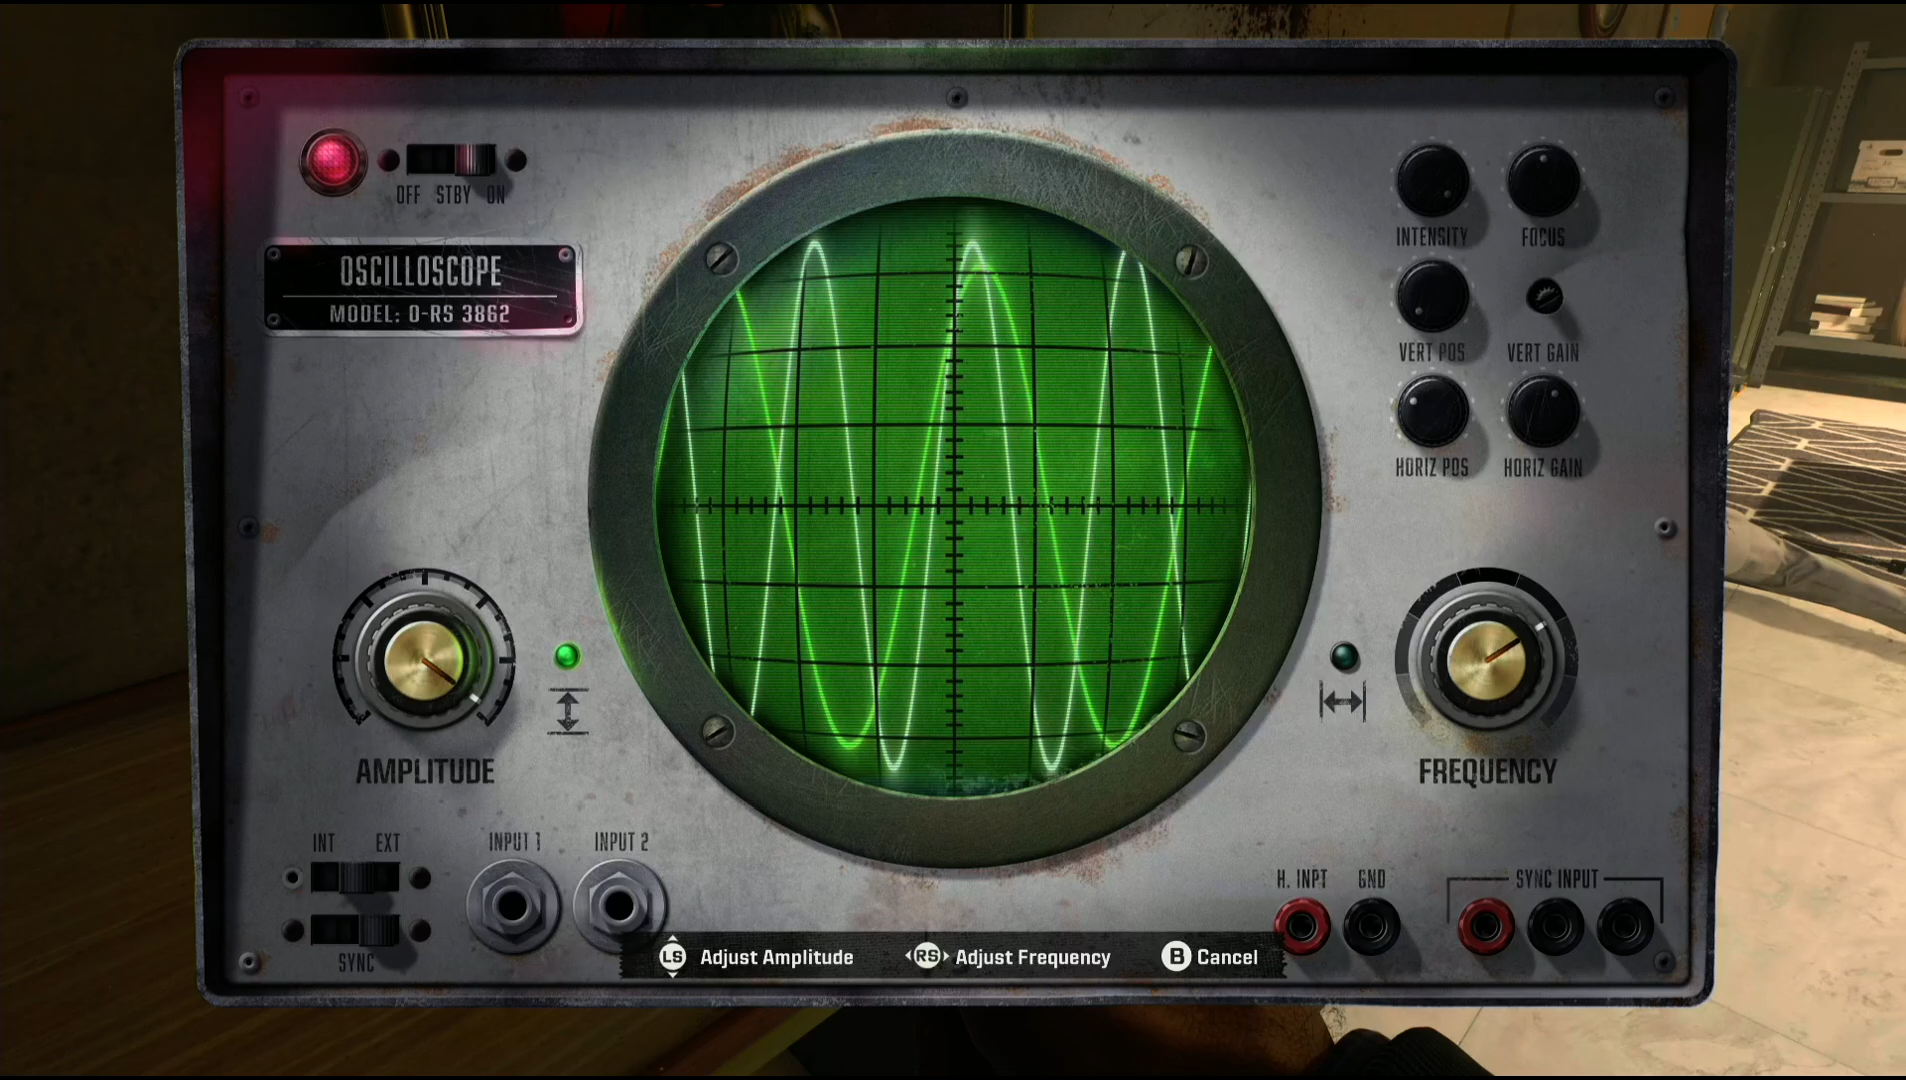 OFF STBY ON
OSCILLOSCOPE
MODEL: O-RS 3862
INTENSITY FOCUS
VERT POS VERT GAIN
HORIZ POS HORIZ GAIN
AMPLITUDE
FREQUENCY
INT EXT
SYNC
INPUT 1 INPUT 2
H. INPT GND
SYNC INPUT
LS Adjust Amplitude RS Adjust Frequency B Cancel